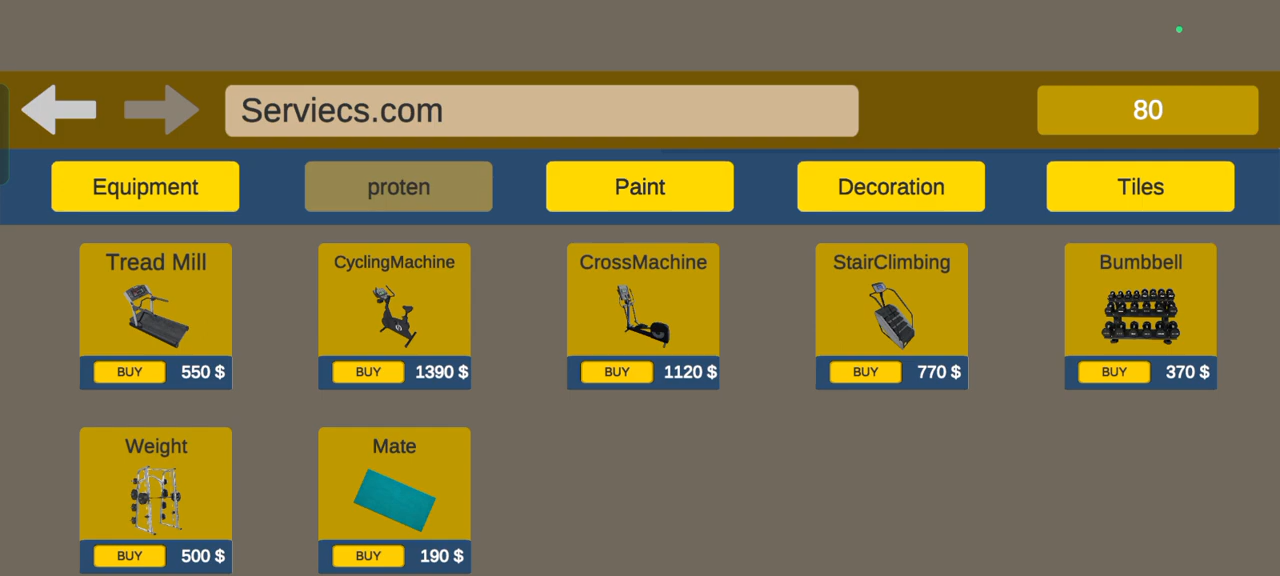 Serviecs.com
80
Equipment
proten
Paint
Decoration
Tiles
Tread Mill
CyclingMachine
CrossMachine
StairClimbing
Bumbbell
BUY 550 $
BUY 1390 $
BUY 1120 $
BUY 770 $
BUY 370 $
Weight
Mate
BUY 500 $
BUY 190 $